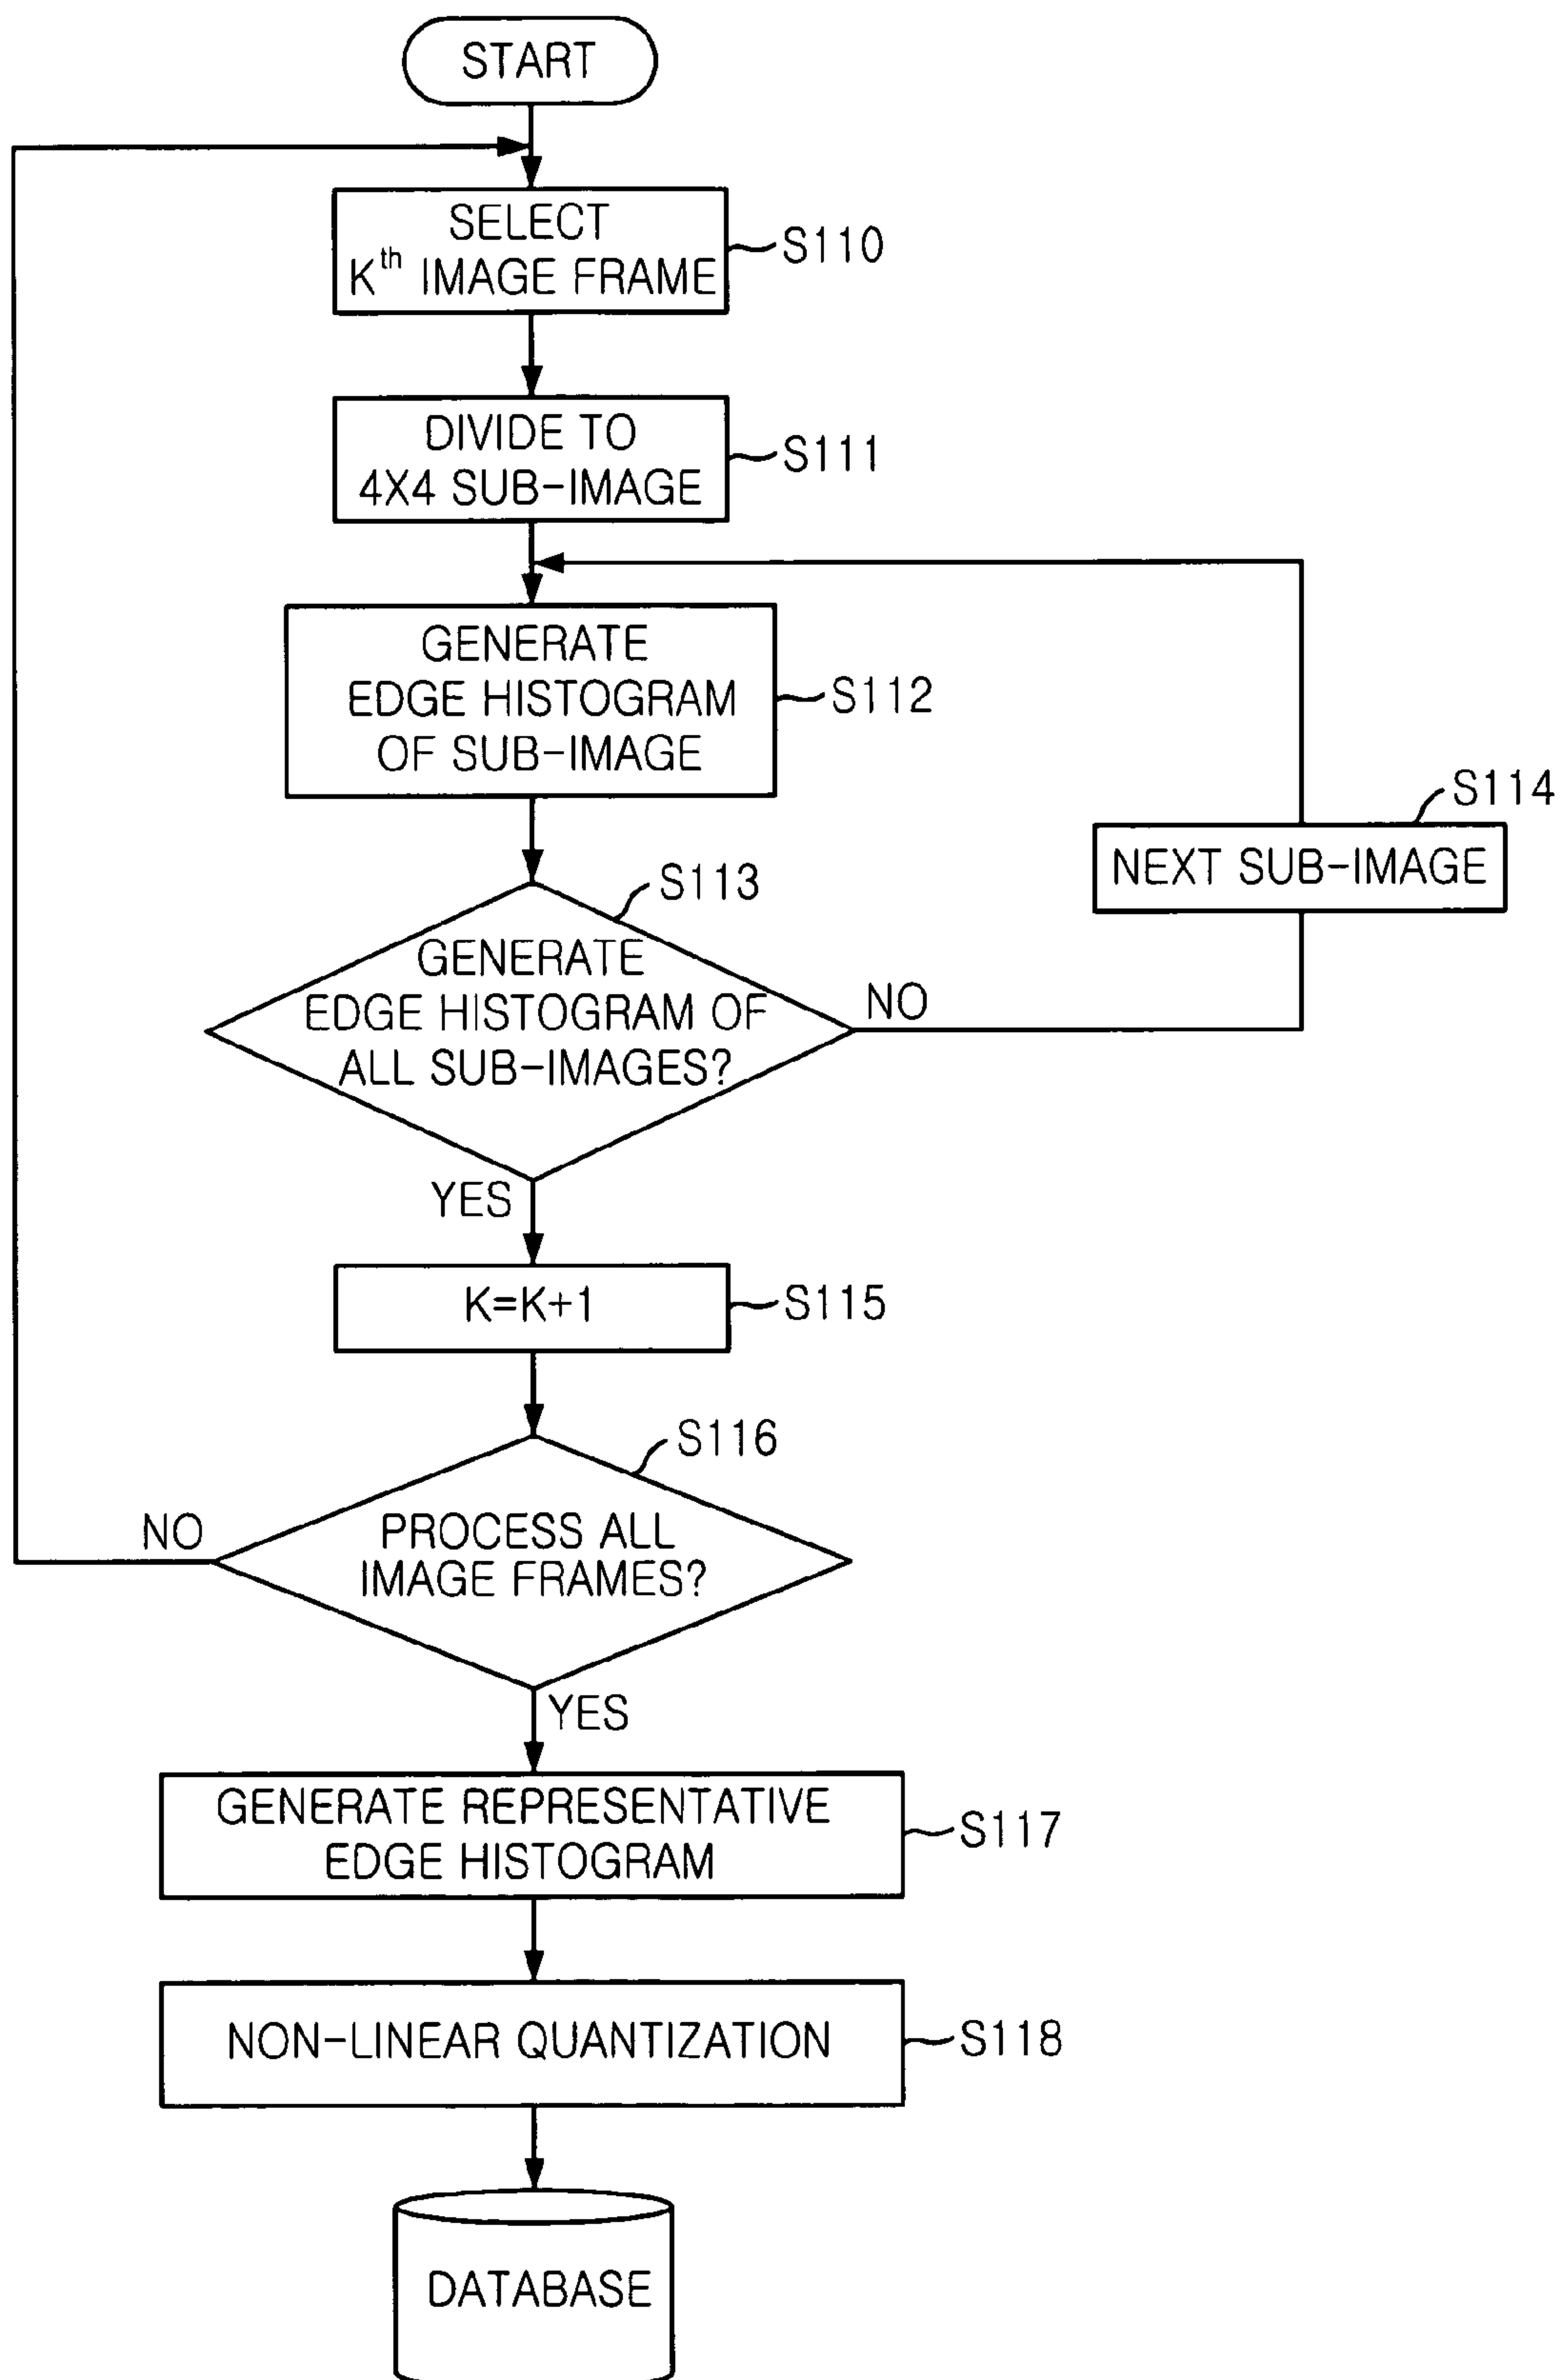 START
SELECT
Kth IMAGE FRAME
S110
DIVIDE TO
4X4 SUB-IMAGE
S111
GENERATE
EDGE HISTOGRAM
OF SUB-IMAGE
S112
S114
NEXT SUB-IMAGE
S113
GENERATE
EDGE HISTOGRAM OF
ALL SUB-IMAGES?
NO
YES
K=K+1
S115
S116
PROCESS ALL
IMAGE FRAMES?
NO
YES
GENERATE REPRESENTATIVE
EDGE HISTOGRAM
S117
NON-LINEAR QUANTIZATION
S118
DATABASE